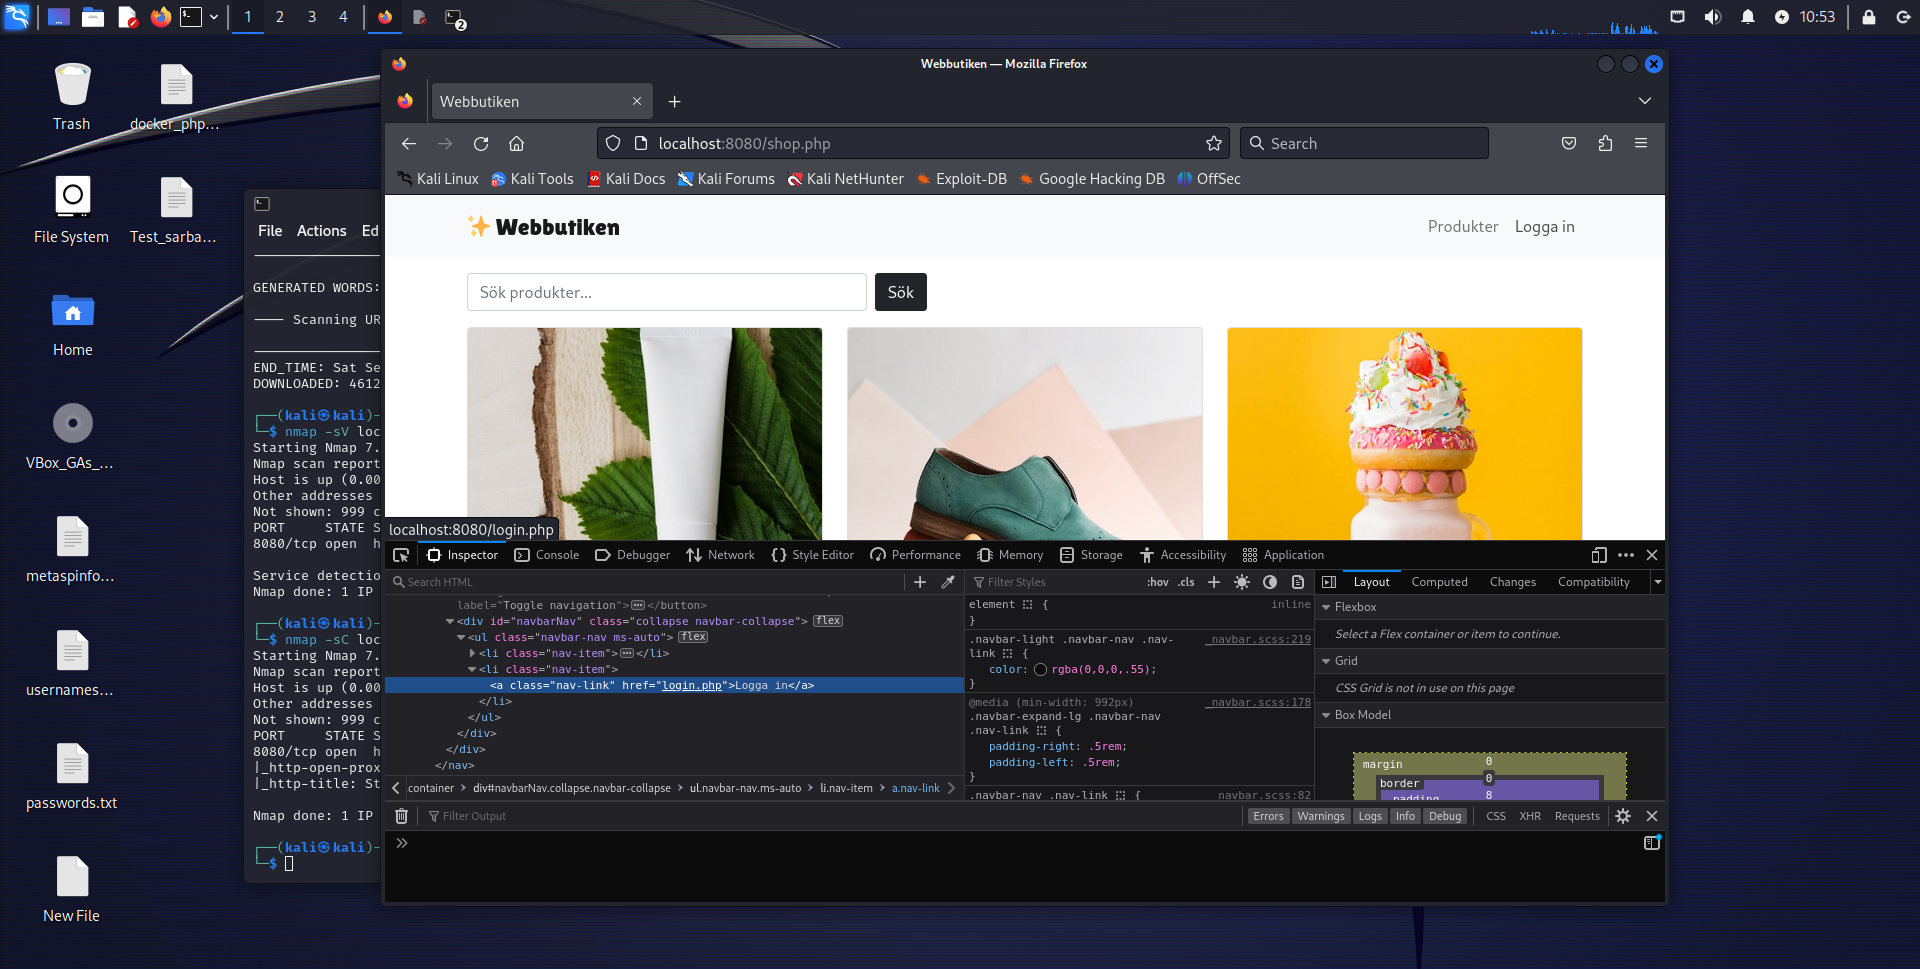 1 2 3 4
2
10:53
Trash
docker_php...
File System
Test_sarba...
Home
VBox_GAs_...
metaspinfo...
usernames...
passwords.txt
New File
File Actions Ed
GENERATED WORDS:
---- Scanning UR
END_TIME: Sat Se
DOWNLOADED: 4612
(kali㉿kali)-
$ nmap -sV loc
Starting Nmap 7.
Nmap scan report
Host is up (0.00
Other addresses
Not shown: 999 c
PORT STATE S
8080/tcp open h
Service detectio
Nmap done: 1 IP
(kali㉿kali)-
$ nmap -sC loc
Starting Nmap 7.
Nmap scan report
Host is up (0.00
Other addresses
Not shown: 999 c
PORT STATE S
8080/tcp open h
|_http-open-prox
|_http-title: St
Nmap done: 1 IP
(kali㉿kali)-
$
Webbutiken — Mozilla Firefox
Webbutiken
localhost:8080/shop.php
Search
Kali Linux Kali Tools Kali Docs Kali Forums Kali NetHunter Exploit-DB Google Hacking DB OffSec
✨ Webbutiken
Produkter Logga in
Sök produkter...
Sök
localhost:8080/login.php
Inspector Console Debugger Network Style Editor Performance Memory Storage Accessibility Application
Search HTML
label="Toggle navigation">…</button>
<div id="navbarNav" class="collapse navbar-collapse"> flex
<ul class="navbar-nav ms-auto"> flex
<li class="nav-item">…</li>
<li class="nav-item">
<a class="nav-link" href="login.php">Logga in</a>
</li>
</ul>
</div>
</div>
</nav>
container > div#navbarNav.collapse.navbar-collapse > ul.navbar-nav.ms-auto > li.nav-item > a.nav-link
Filter Styles
:hov .cls
element { inline
}
.navbar-light .navbar-nav .nav- _navbar.scss:219
link {
color: rgba(0,0,0,.55);
}
@media (min-width: 992px) _navbar.scss:178
.navbar-expand-lg .navbar-nav
.nav-link {
padding-right: .5rem;
padding-left: .5rem;
}
.navbar-nav .nav-link { navbar.scss:82
Layout Computed Changes Compatibility
Flexbox
Select a Flex container or item to continue.
Grid
CSS Grid is not in use on this page
Box Model
margin 0
border 0
padding 8
Filter Output
Errors Warnings Logs Info Debug CSS XHR Requests
»